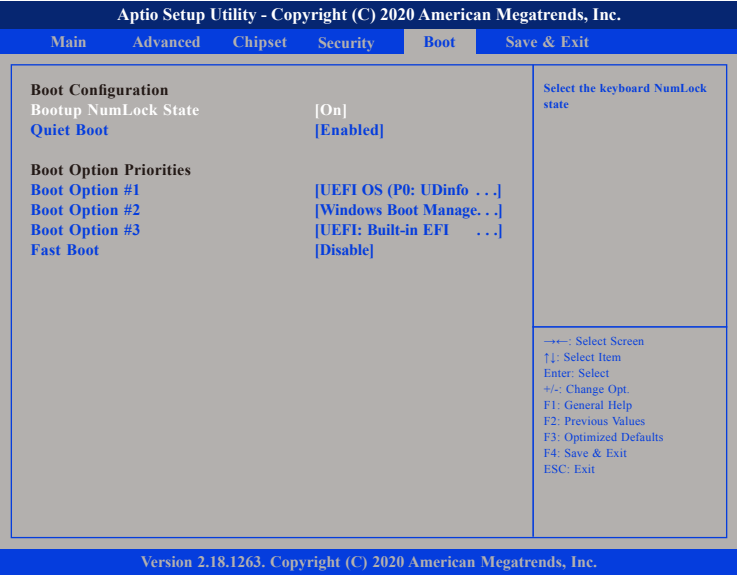 Aptio Setup Utility - Copyright (C) 2020 American Megatrends, Inc.
Main Advanced Chipset Security Boot Save & Exit
Boot Configuration
Bootup NumLock State [On]
Quiet Boot [Enabled]
Boot Option Priorities
Boot Option #1 [UEFI OS (P0: UDinfo . . .]
Boot Option #2 [Windows Boot Manage. . .]
Boot Option #3 [UEFI: Built-in EFI . . .]
Fast Boot [Disable]
Select the keyboard NumLock
state
→←: Select Screen
↑↓: Select Item
Enter: Select
+/-: Change Opt.
F1: General Help
F2: Previous Values
F3: Optimized Defaults
F4: Save & Exit
ESC: Exit
Version 2.18.1263. Copyright (C) 2020 American Megatrends, Inc.